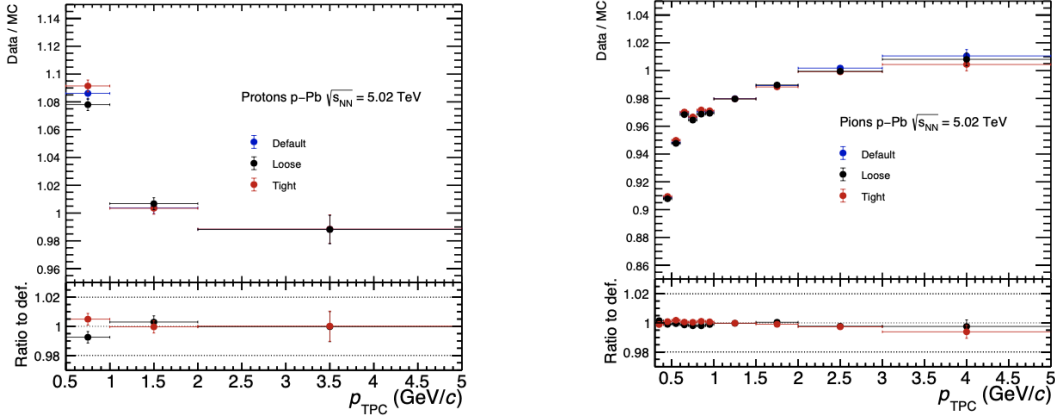 Data / MC
1.14
1.12
1.1
1.08
1.06
1.04
1.02
1
0.98
0.96
Protons p-Pb √sNN = 5.02 TeV
Default
Loose
Tight
Ratio to def.
1.02
1
0.98
0.5 1 1.5 2 2.5 3 3.5 4 4.5 5
pTPC (GeV/c)
Data / MC
1.04
1.02
1
0.98
0.96
0.94
0.92
0.9
0.88
0.86
Pions p-Pb √sNN = 5.02 TeV
Default
Loose
Tight
Ratio to def.
1.02
1
0.98
0.5 1 1.5 2 2.5 3 3.5 4 4.5 5
pTPC (GeV/c)